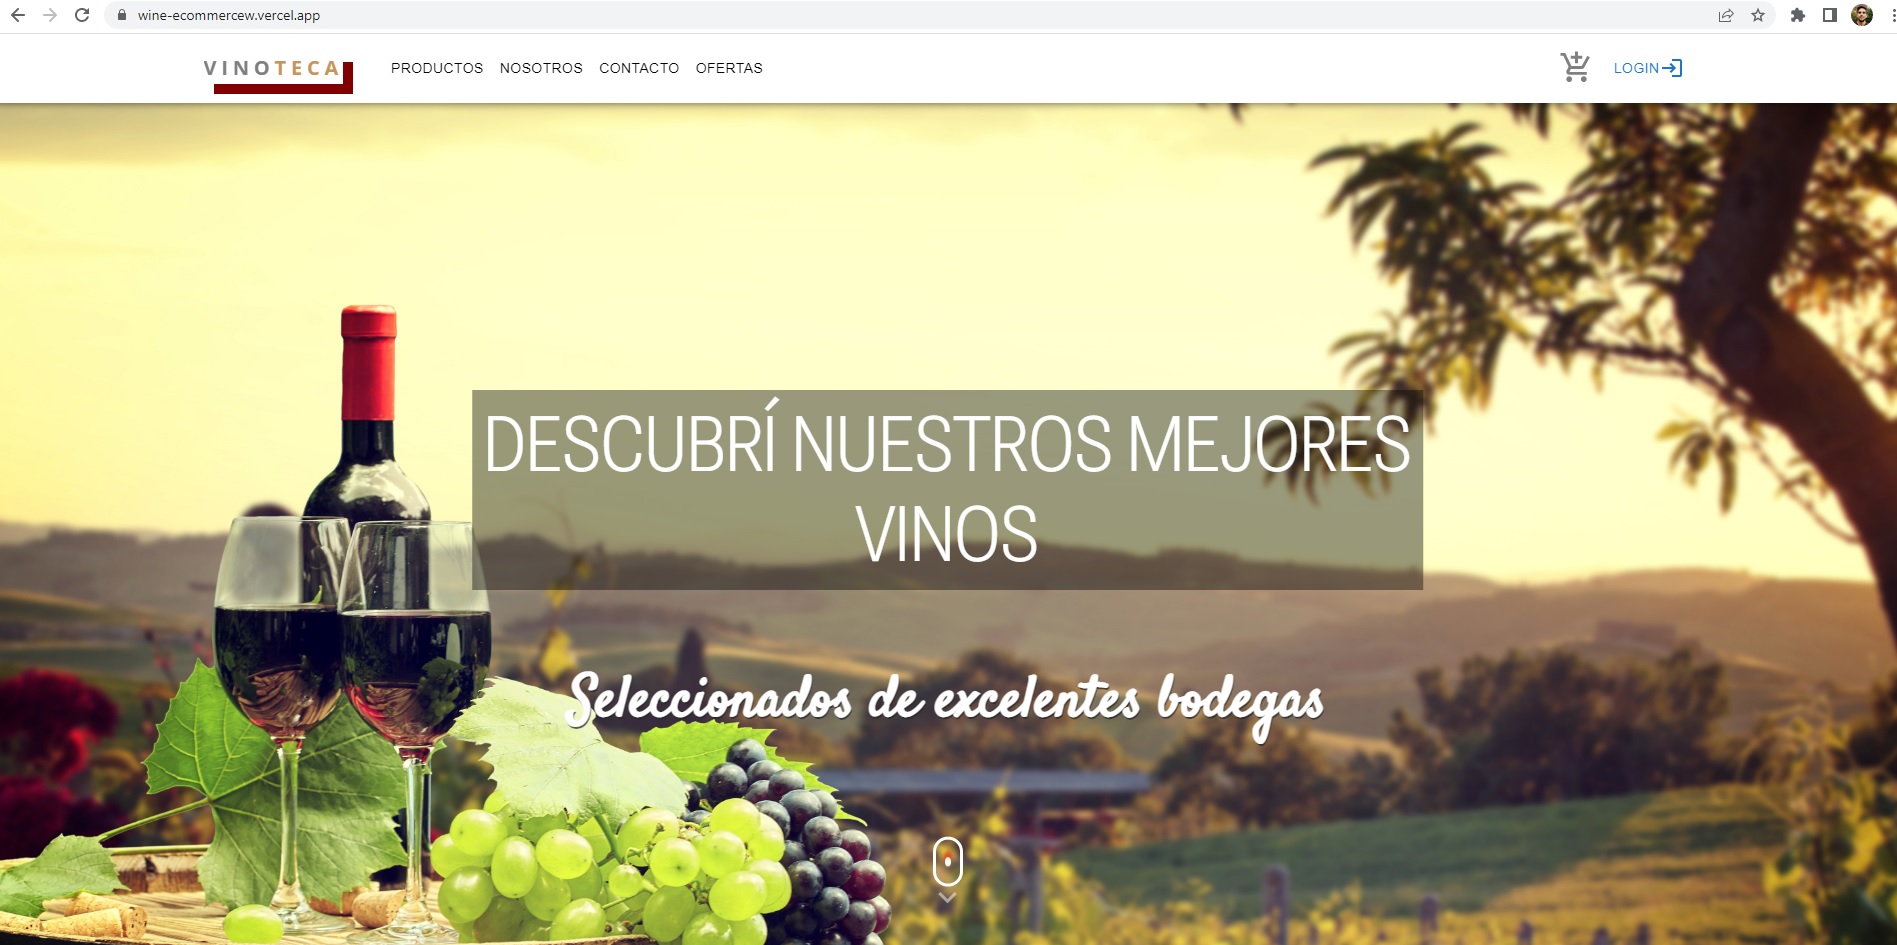 wine-ecommercew.vercel.app
VINOTECA
PRODUCTOS NOSOTROS CONTACTO OFERTAS
LOGIN
DESCUBRÍ NUESTROS MEJORES
VINOS
Seleccionados de excelentes bodegas